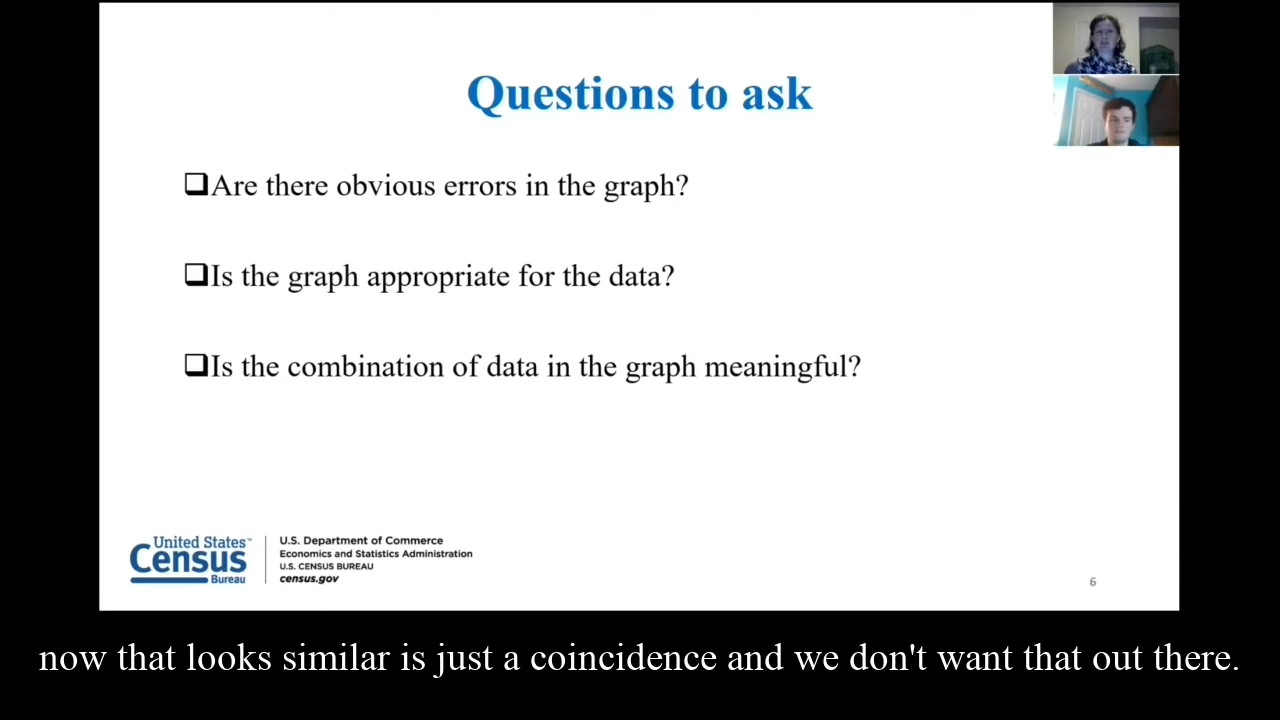 Questions to ask
❑Are there obvious errors in the graph?
❑Is the graph appropriate for the data?
❑Is the combination of data in the graph meaningful?
United States™
Census
Bureau
U.S. Department of Commerce
Economics and Statistics Administration
U.S. CENSUS BUREAU
census.gov
6
now that looks similar is just a coincidence and we don't want that out there.